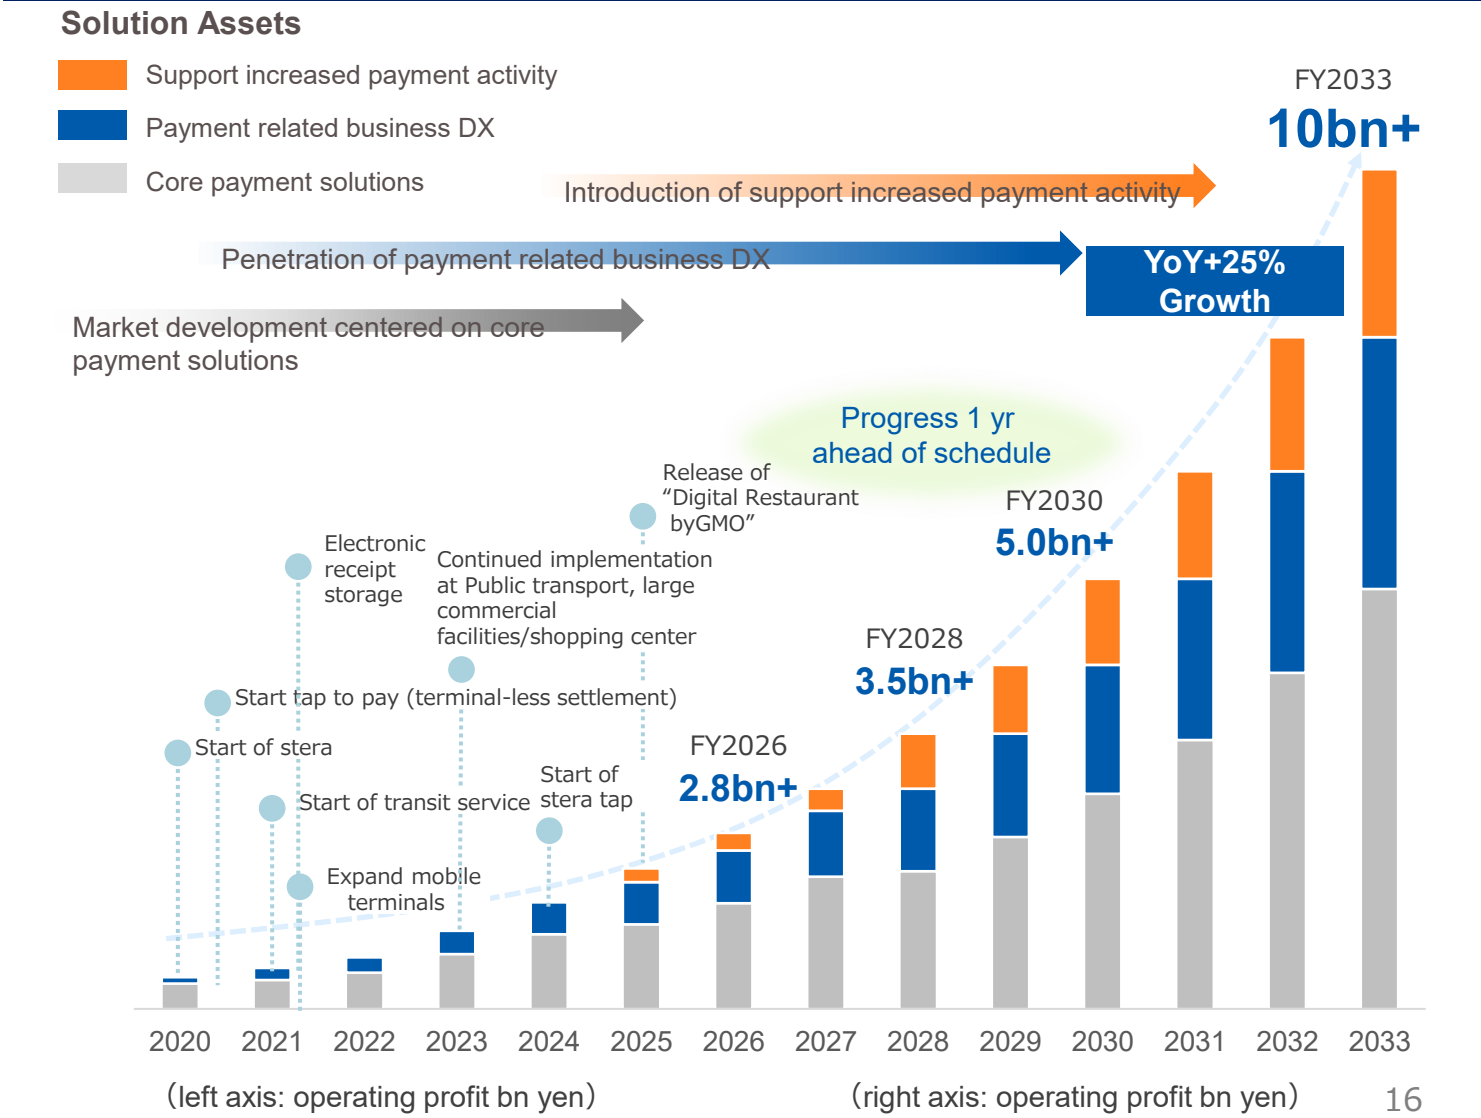 Solution Assets
Support increased payment activity
Payment related business DX
Core payment solutions
FY2033
10bn+
Introduction of support increased payment activity
Penetration of payment related business DX
YoY+25%
Growth
Market development centered on core
payment solutions
Progress 1 yr
ahead of schedule
Release of
“Digital Restaurant
byGMO”
FY2030
5.0bn+
Electronic
receipt
storage
Continued implementation
at Public transport, large
commercial
facilities/shopping center
FY2028
3.5bn+
Start tap to pay (terminal-less settlement)
Start of stera
FY2026
2.8bn+
Start of transit service
Start of
stera tap
Expand mobile
terminals
2020 2021 2022 2023 2024 2025 2026 2027 2028 2029 2030 2031 2032 2033
（left axis: operating profit bn yen）
（right axis: operating profit bn yen）
16